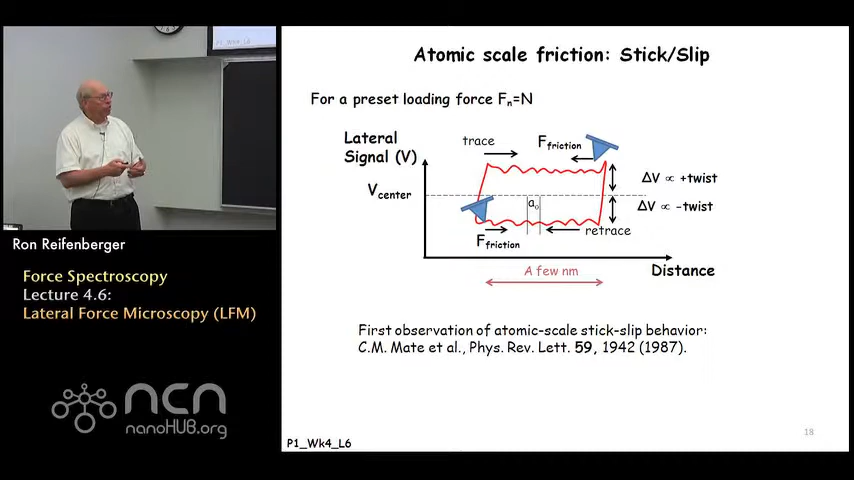 Atomic scale friction: Stick/Slip
For a preset loading force Fn=N
Lateral
Signal (V)
trace
Ffriction
ΔV ∝ +twist
Vcenter
a₀
ΔV ∝ -twist
Ffriction
retrace
A few nm
Distance
First observation of atomic-scale stick-slip behavior:
C.M. Mate et al., Phys. Rev. Lett. 59, 1942 (1987).
18
P1_Wk4_L6
Ron Reifenberger
Force Spectroscopy
Lecture 4.6:
Lateral Force Microscopy (LFM)
ncn
nanoHUB.org